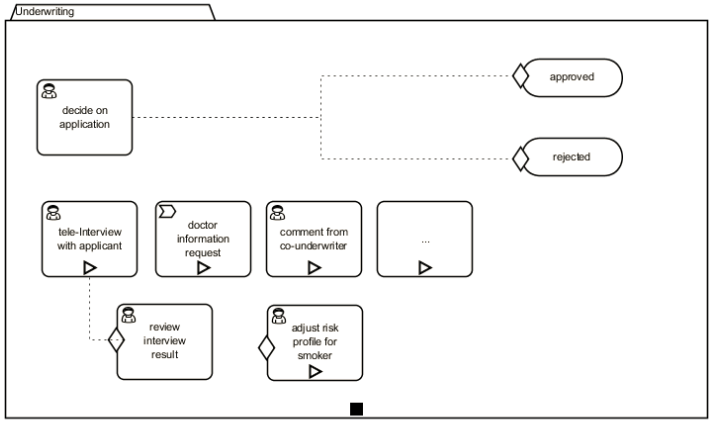 Underwriting
approved
decide on
application
rejected
tele-Interview
with applicant
doctor
information
request
comment from
co-underwriter
...
review
interview
result
adjust risk
profile for
smoker